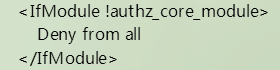 <IfModule !authz_core_module>
Deny from all
</IfModule>